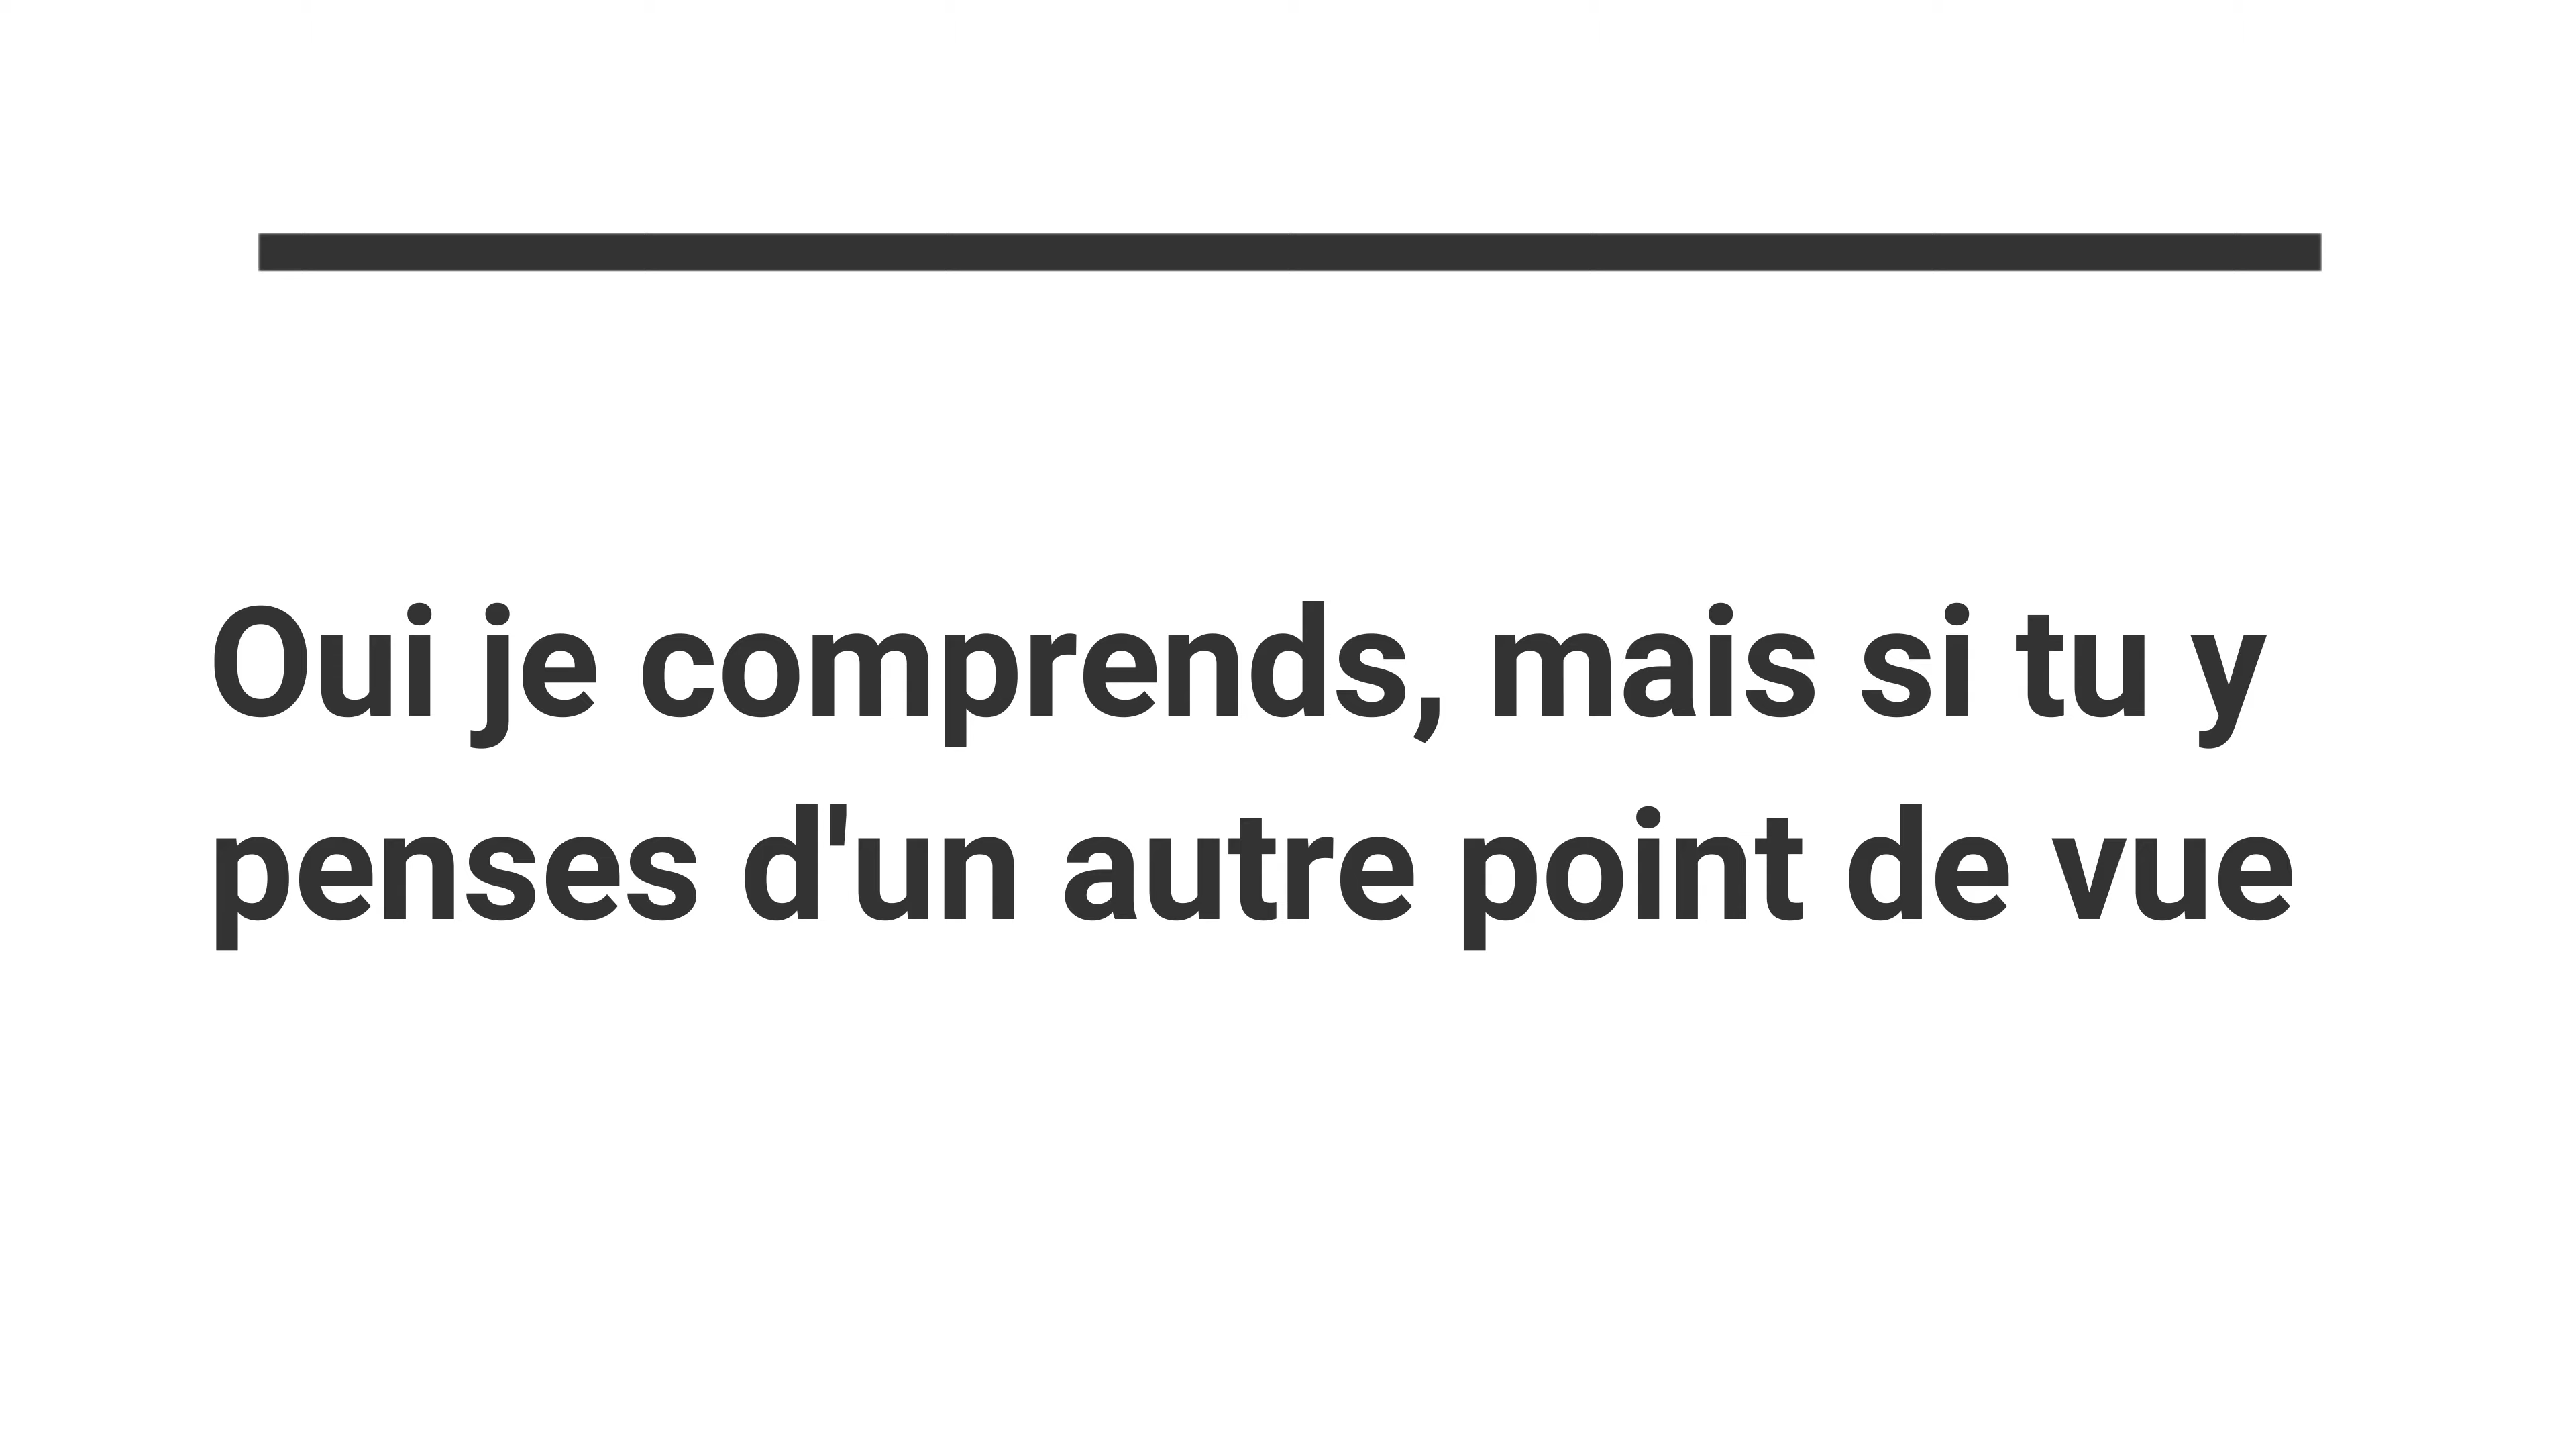 Oui je comprends, mais si tu y
penses d'un autre point de vue